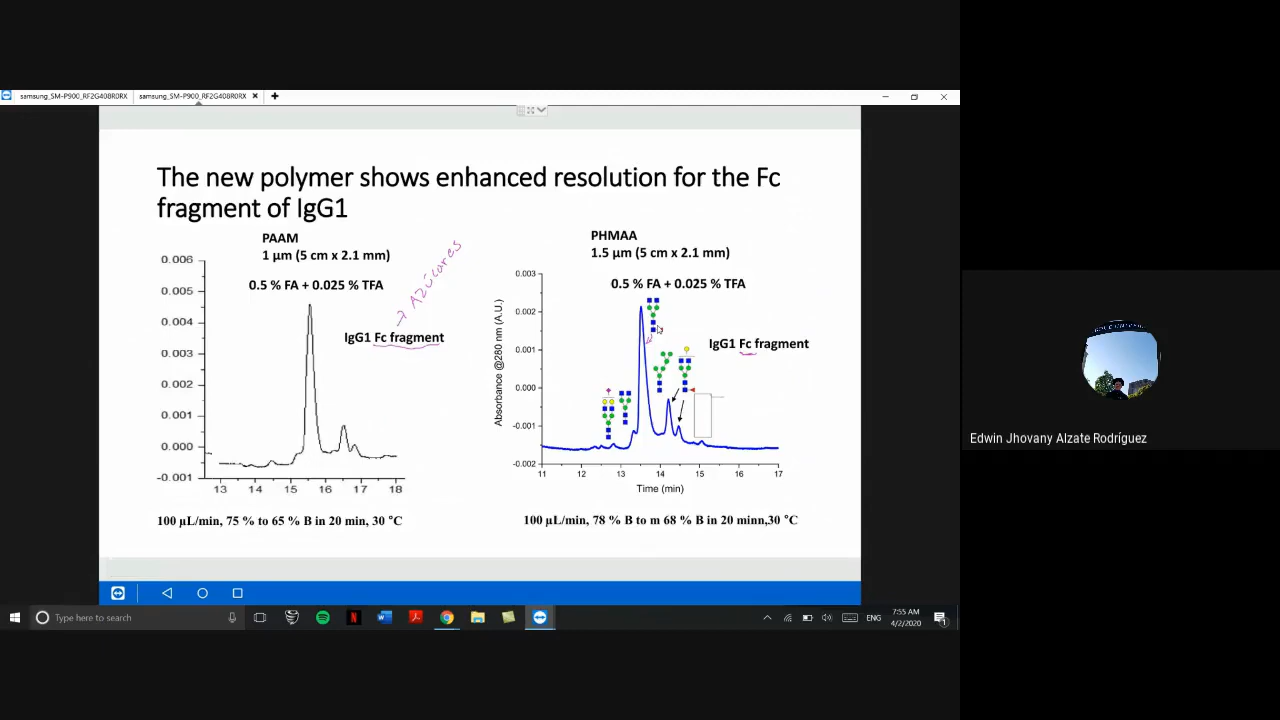 samsung_SM-P900_RF2G408R0RX
samsung_SM-P900_RF2G408R0RX
The new polymer shows enhanced resolution for the Fc
fragment of IgG1
PAAM
1 µm (5 cm x 2.1 mm)
0.5 % FA + 0.025 % TFA
Azúcares
IgG1 Fc fragment
0.006
0.005
0.004
0.003
0.002
0.001
0.000
-0.001
13 14 15 16 17 18
100 µL/min, 75 % to 65 % B in 20 min, 30 °C
PHMAA
1.5 µm (5 cm x 2.1 mm)
0.5 % FA + 0.025 % TFA
IgG1 Fc fragment
Absorbance @280 nm (A.U.)
0.003
0.002
0.001
0.000
-0.001
-0.002
11 12 13 14 15 16 17
Time (min)
100 µL/min, 78 % B to m 68 % B in 20 minn,30 °C
Edwin Jhovany Alzate Rodríguez
Type here to search
ENG
7:55 AM
4/2/2020